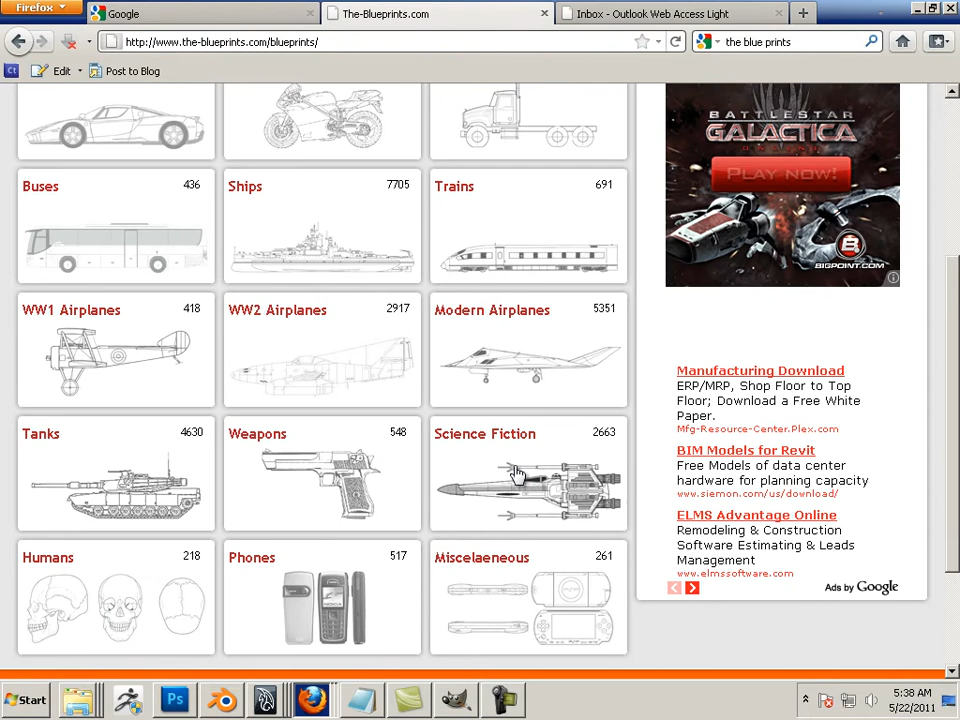 Firefox
Google
The-Blueprints.com
Inbox - Outlook Web Access Light
http://www.the-blueprints.com/blueprints/
the blue prints
Ct
Edit
Post to Blog
Buses 436
Ships 7705
Trains 691
WW1 Airplanes 418
WW2 Airplanes 2917
Modern Airplanes 5351
Tanks 4630
Weapons 548
Science Fiction 2663
Humans 218
Phones 517
Miscelaeneous 261
BATTLESTAR
GALACTICA
ONLINE
PLAY NOW!
BIGPOINT.COM
Manufacturing Download
ERP/MRP, Shop Floor to Top
Floor; Download a Free White
Paper.
Mfg-Resource-Center.Plex.com
BIM Models for Revit
Free Models of data center
hardware for planning capacity
www.siemon.com/us/download/
ELMS Advantage Online
Remodeling & Construction
Software Estimating & Leads
Management
www.elmssoftware.com
Ads by Google
Start
Ps
5:38 AM
5/22/2011